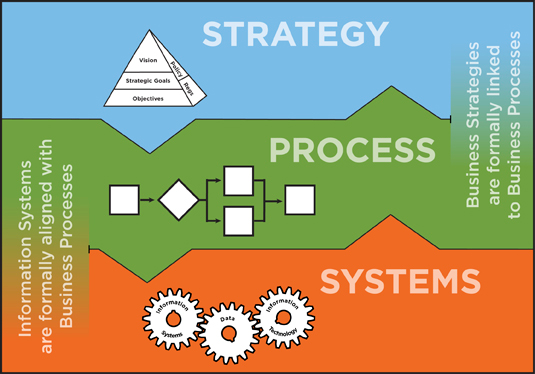 STRATEGY
Vision
Strategic Goals
Objectives
Policy
Regs
Business Strategies
are formally linked
to Business Processes
PROCESS
Information Systems
are formally aligned with
Business Processes
SYSTEMS
Information
Systems
Data
Information
Technology